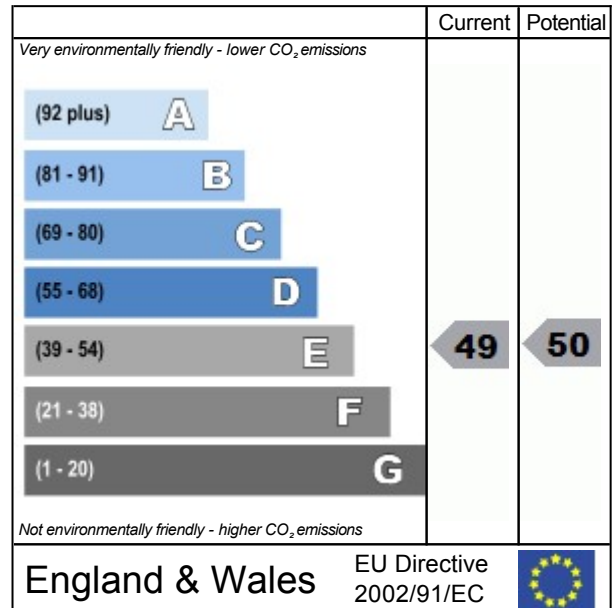 Current Potential
Very environmentally friendly - lower CO₂ emissions
(92 plus) A
(81 - 91) B
(69 - 80) C
(55 - 68) D
(39 - 54) E 49 50
(21 - 38) F
(1 - 20) G
Not environmentally friendly - higher CO₂ emissions
England & Wales
EU Directive
2002/91/EC